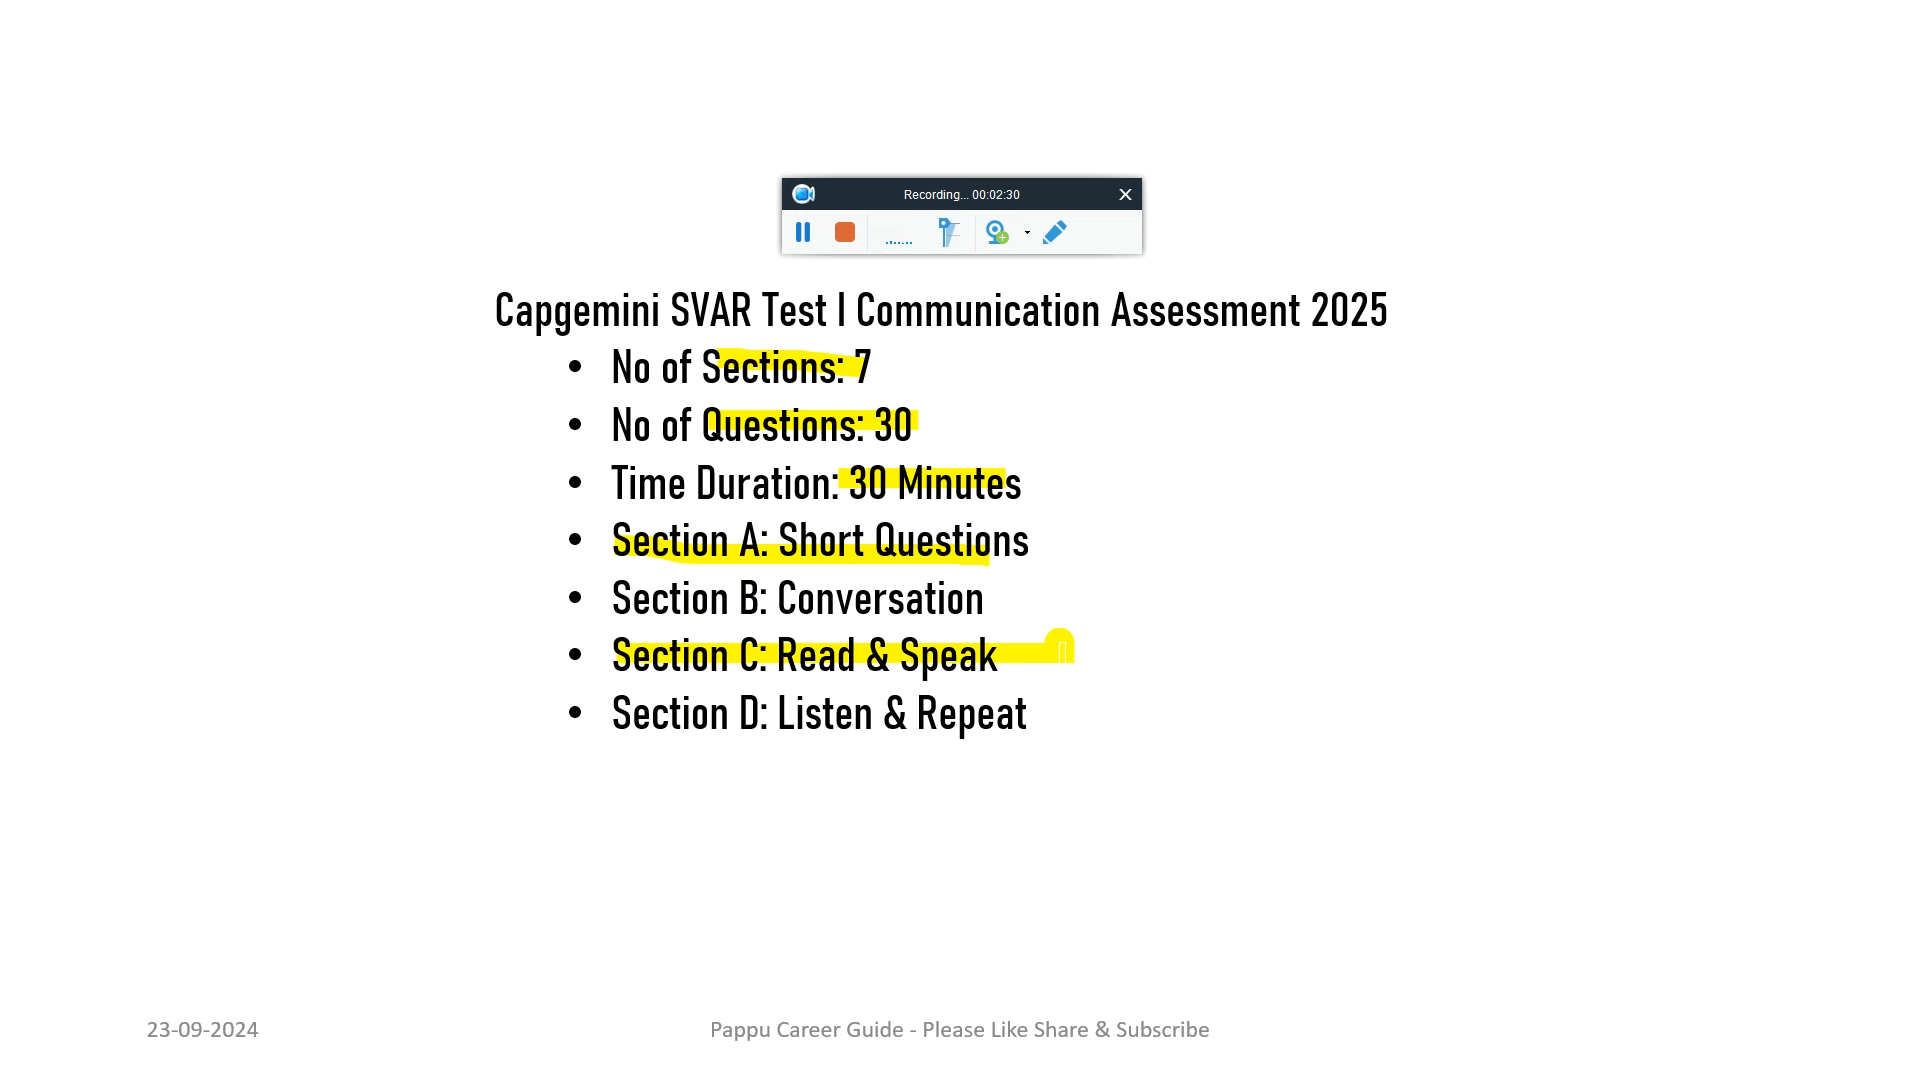 Recording... 00:02:30
Capgemini SVAR Test | Communication Assessment 2025
• No of Sections: 7
• No of Questions: 30
• Time Duration: 30 Minutes
• Section A: Short Questions
• Section B: Conversation
• Section C: Read & Speak
• Section D: Listen & Repeat
23-09-2024
Pappu Career Guide - Please Like Share & Subscribe